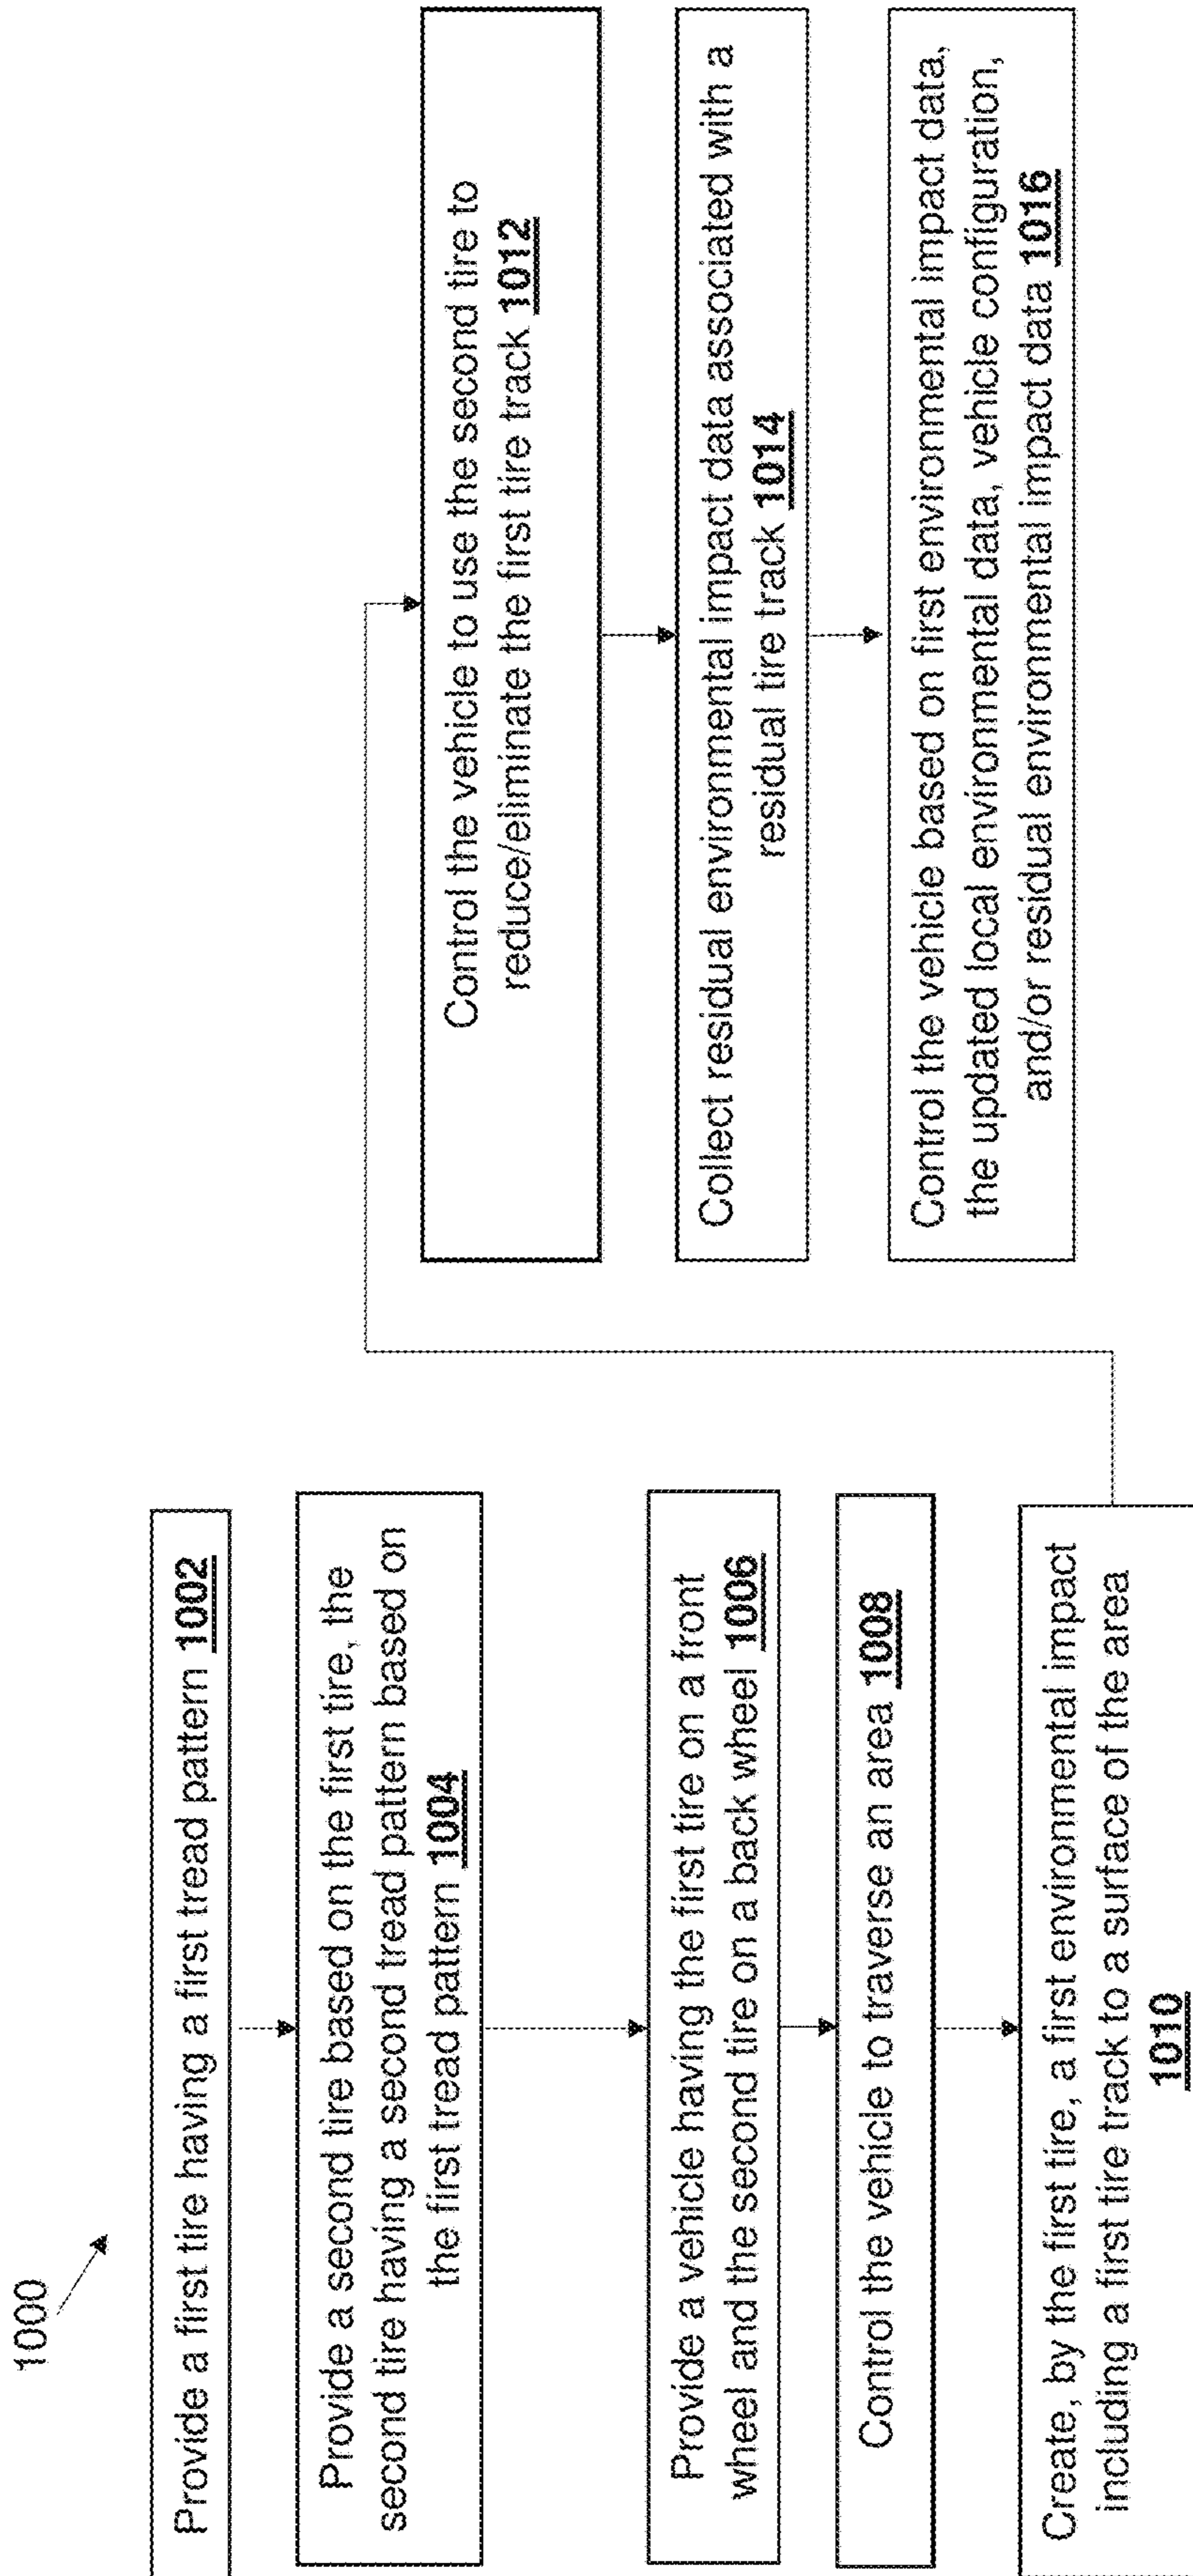 1000
Provide a first tire having a first tread pattern 1002
Provide a second tire based on the first tire, the
second tire having a second tread pattern based on
the first tread pattern 1004
Provide a vehicle having the first tire on a front
wheel and the second tire on a back wheel 1006
Control the vehicle to traverse an area 1008
Create, by the first tire, a first environmental impact
including a first tire track to a surface of the area
1010
Control the vehicle to use the second tire to
reduce/eliminate the first tire track 1012
Collect residual environmental impact data associated with a
residual tire track 1014
Control the vehicle based on first environmental impact data,
the updated local environmental data, vehicle configuration,
and/or residual environmental impact data 1016